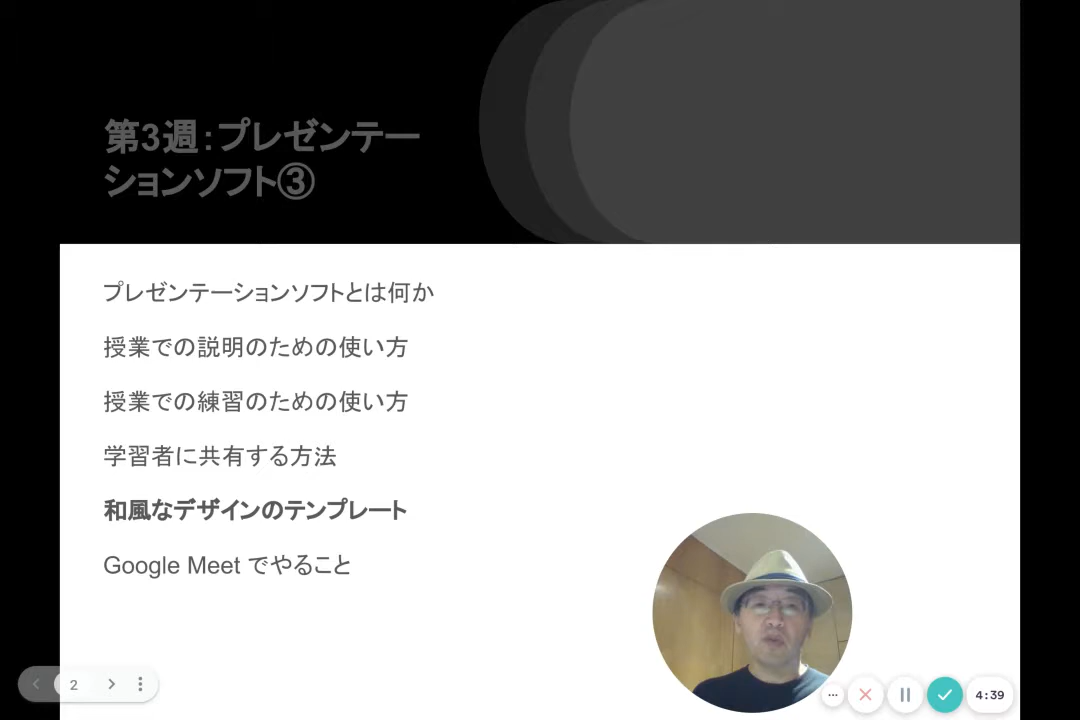 第3週：プレゼンテー
ションソフト③
プレゼンテーションソフトとは何か
授業での説明のための使い方
授業での練習のための使い方
学習者に共有する方法
和風なデザインのテンプレート
Google Meet でやること
2
4:39